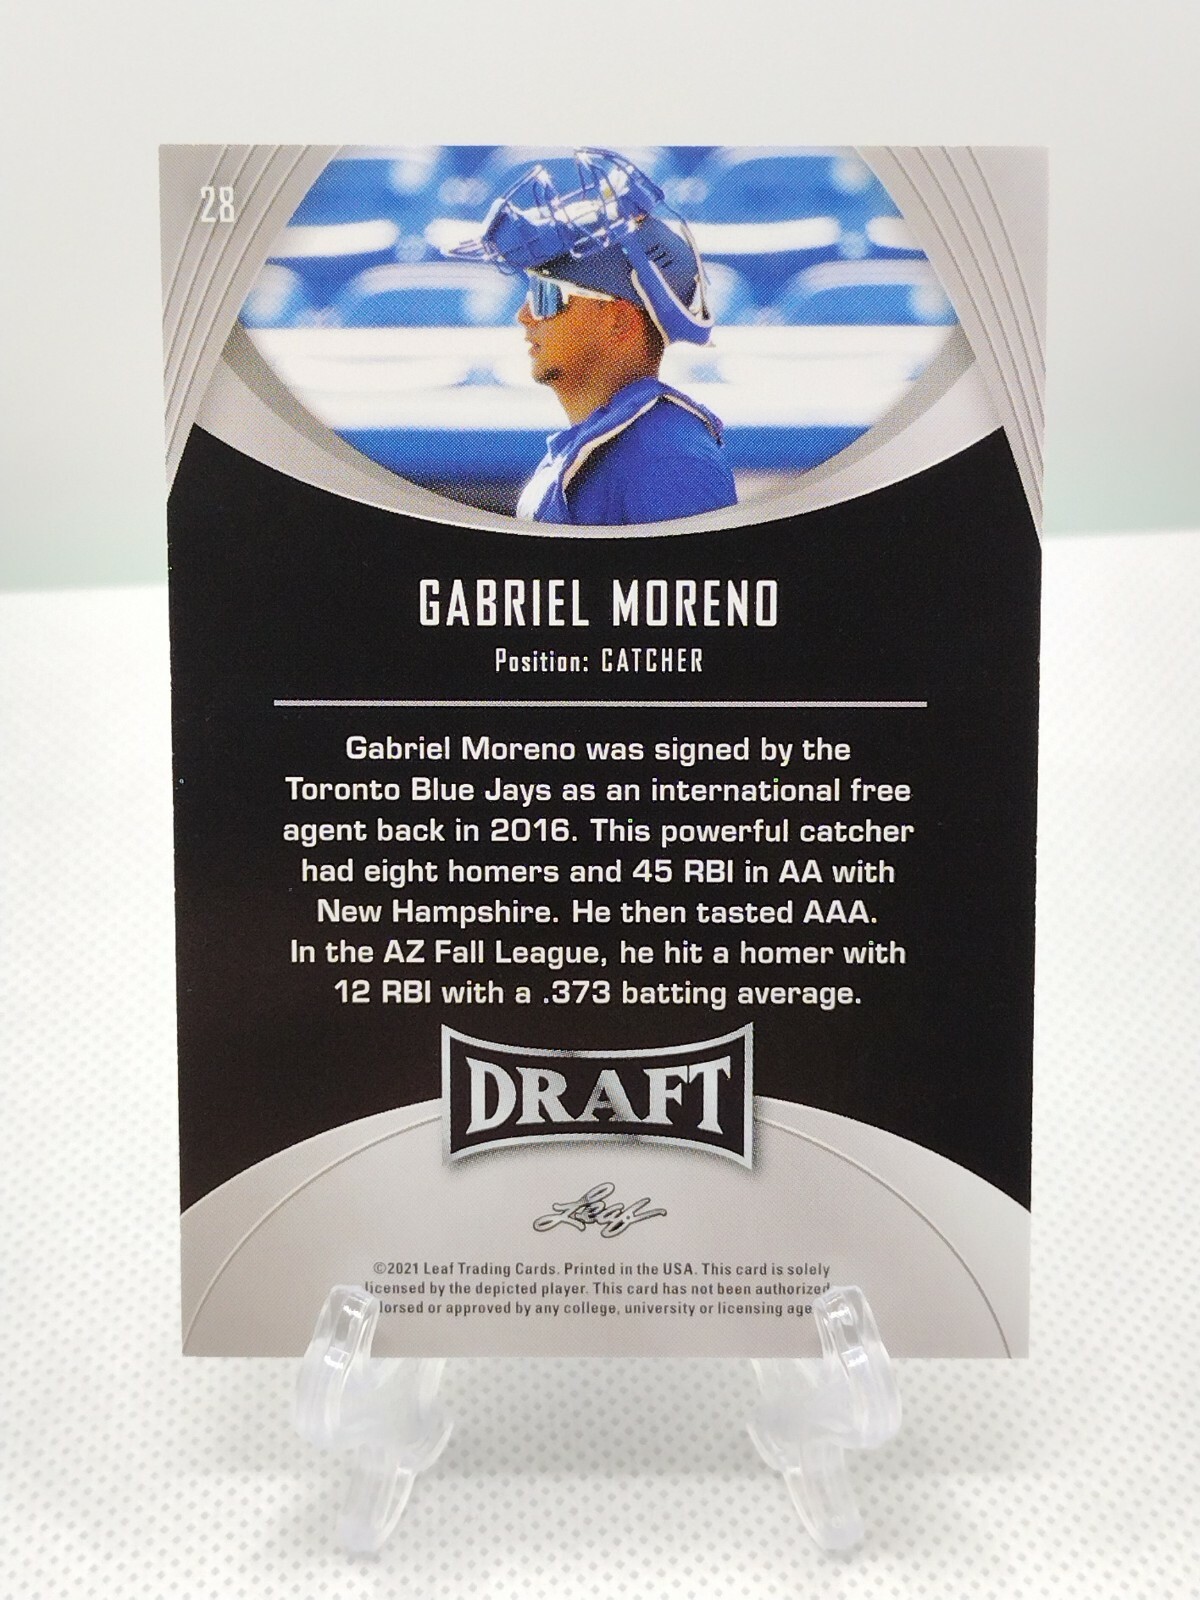 28
GABRIEL MORENO
Position: CATCHER
Gabriel Moreno was signed by the
Toronto Blue Jays as an international free
agent back in 2016. This powerful catcher
had eight homers and 45 RBI in AA with
New Hampshire. He then tasted AAA.
In the AZ Fall League, he hit a homer with
12 RBI with a .373 batting average.
DRAFT
Leaf
©2021 Leaf Trading Cards. Printed in the USA. This card is solely
licensed by the depicted player. This card has not been authorized
or approved by any college, university or licensing